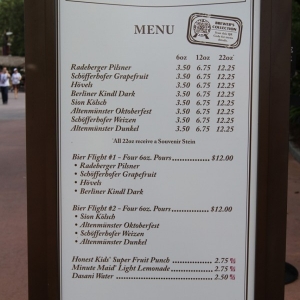 MENU
BREWER'S
COLLECTION
6oz 12oz 22oz*
Radeberger Pilsner 3.50 6.75 12.25
Schöfferhofer Grapefruit 3.50 6.75 12.25
Hövels 3.50 6.75 12.25
Berliner Kindl Dark 3.50 6.75 12.25
Sion Kölsch 3.50 6.75 12.25
Altenmünster Oktoberfest 3.50 6.75 12.25
Schöfferhofer Weizen 3.50 6.75 12.25
Altenmünster Dunkel 3.50 6.75 12.25
*All 22oz receive a Souvenir Stein
Bier Flight #1 - Four 6oz. Pours............$12.00
• Radeberger Pilsner
• Schöfferhofer Grapefruit
• Hövels
• Berliner Kindl Dark
Bier Flight #2 - Four 6oz. Pours............$12.00
• Sion Kölsch
• Altenmünster Oktoberfest
• Schöfferhofer Weizen
• Altenmünster Dunkel
Honest Kids® Super Fruit Punch ..... 2.75
Minute Maid® Light Lemonade....... 2.75
Dasani Water ............................ 2.50